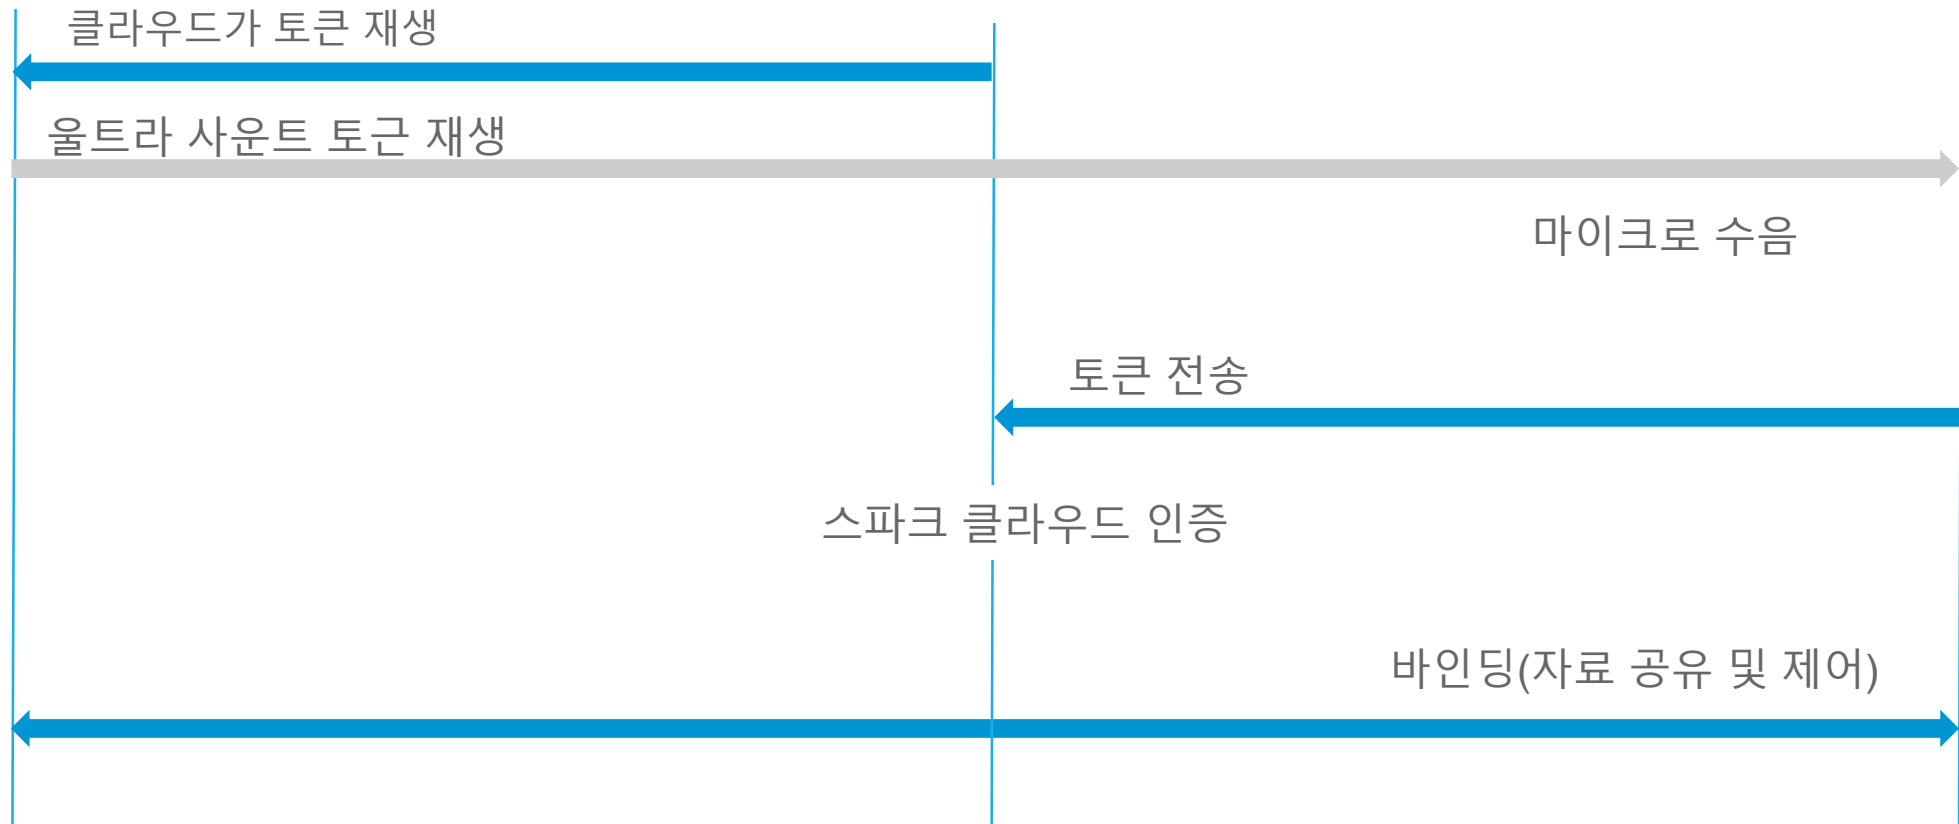 클라우드가 토큰 재생
울트라 사운트 토근 재생
마이크로 수음
토큰 전송
스파크 클라우드 인증
바인딩(자료 공유 및 제어)